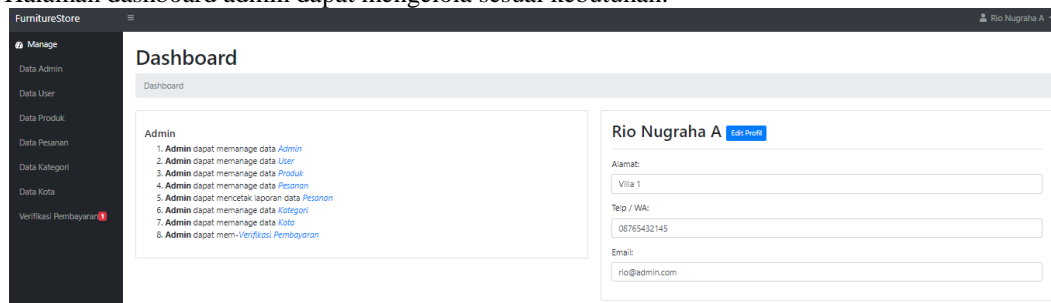 Halaman dashboard admin dapat mengelola sesuai kebutuhan.
FurnitureStore
Rio Nugraha A
Manage
Data Admin
Data User
Data Produk
Data Pesanan
Data Kategori
Data Kota
Verifikasi Pembayaran 1
Dashboard
Dashboard
Admin
1. Admin dapat memanage data Admin
2. Admin dapat memanage data User
3. Admin dapat memanage data Produk
4. Admin dapat memanage data Pesanan
5. Admin dapat mencetak laporan data Pesanan
6. Admin dapat memanage data Kategori
7. Admin dapat memanage data Kota
8. Admin dapat mem-Verifikasi Pembayaran
Rio Nugraha A Edit Profil
Alamat:
Villa 1
Telp / WA:
08765432145
Email:
rio@admin.com